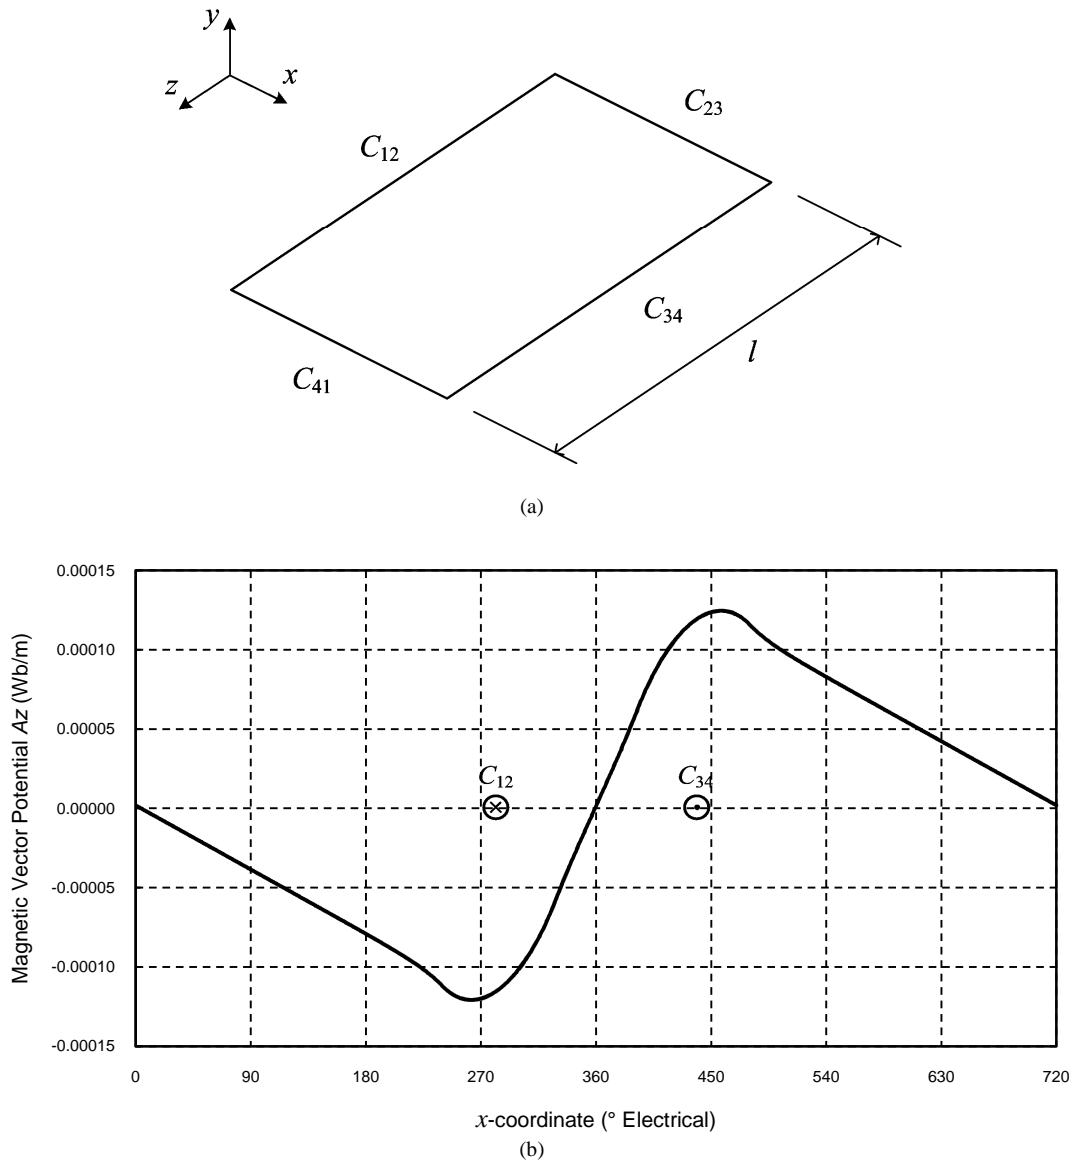 y
z
x
C12
C23
C34
C41
l
(a)
Magnetic Vector Potential Az (Wb/m)
0.00015
0.00010
0.00005
0.00000
-0.00005
-0.00010
-0.00015
C12
C34
0 90 180 270 360 450 540 630 720
x-coordinate (° Electrical)
(b)